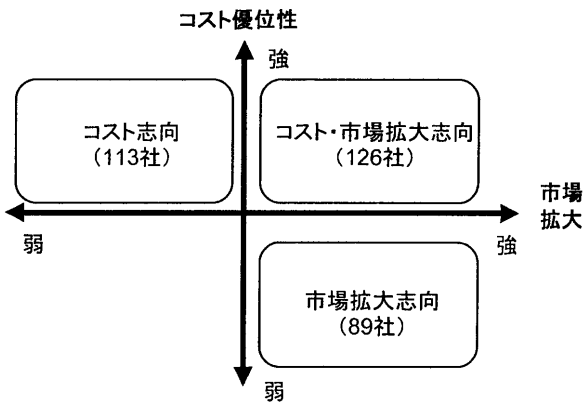 コスト優位性
強
コスト志向
(113社)
コスト・市場拡大志向
(126社)
市場
拡大
弱
強
市場拡大志向
(89社)
弱